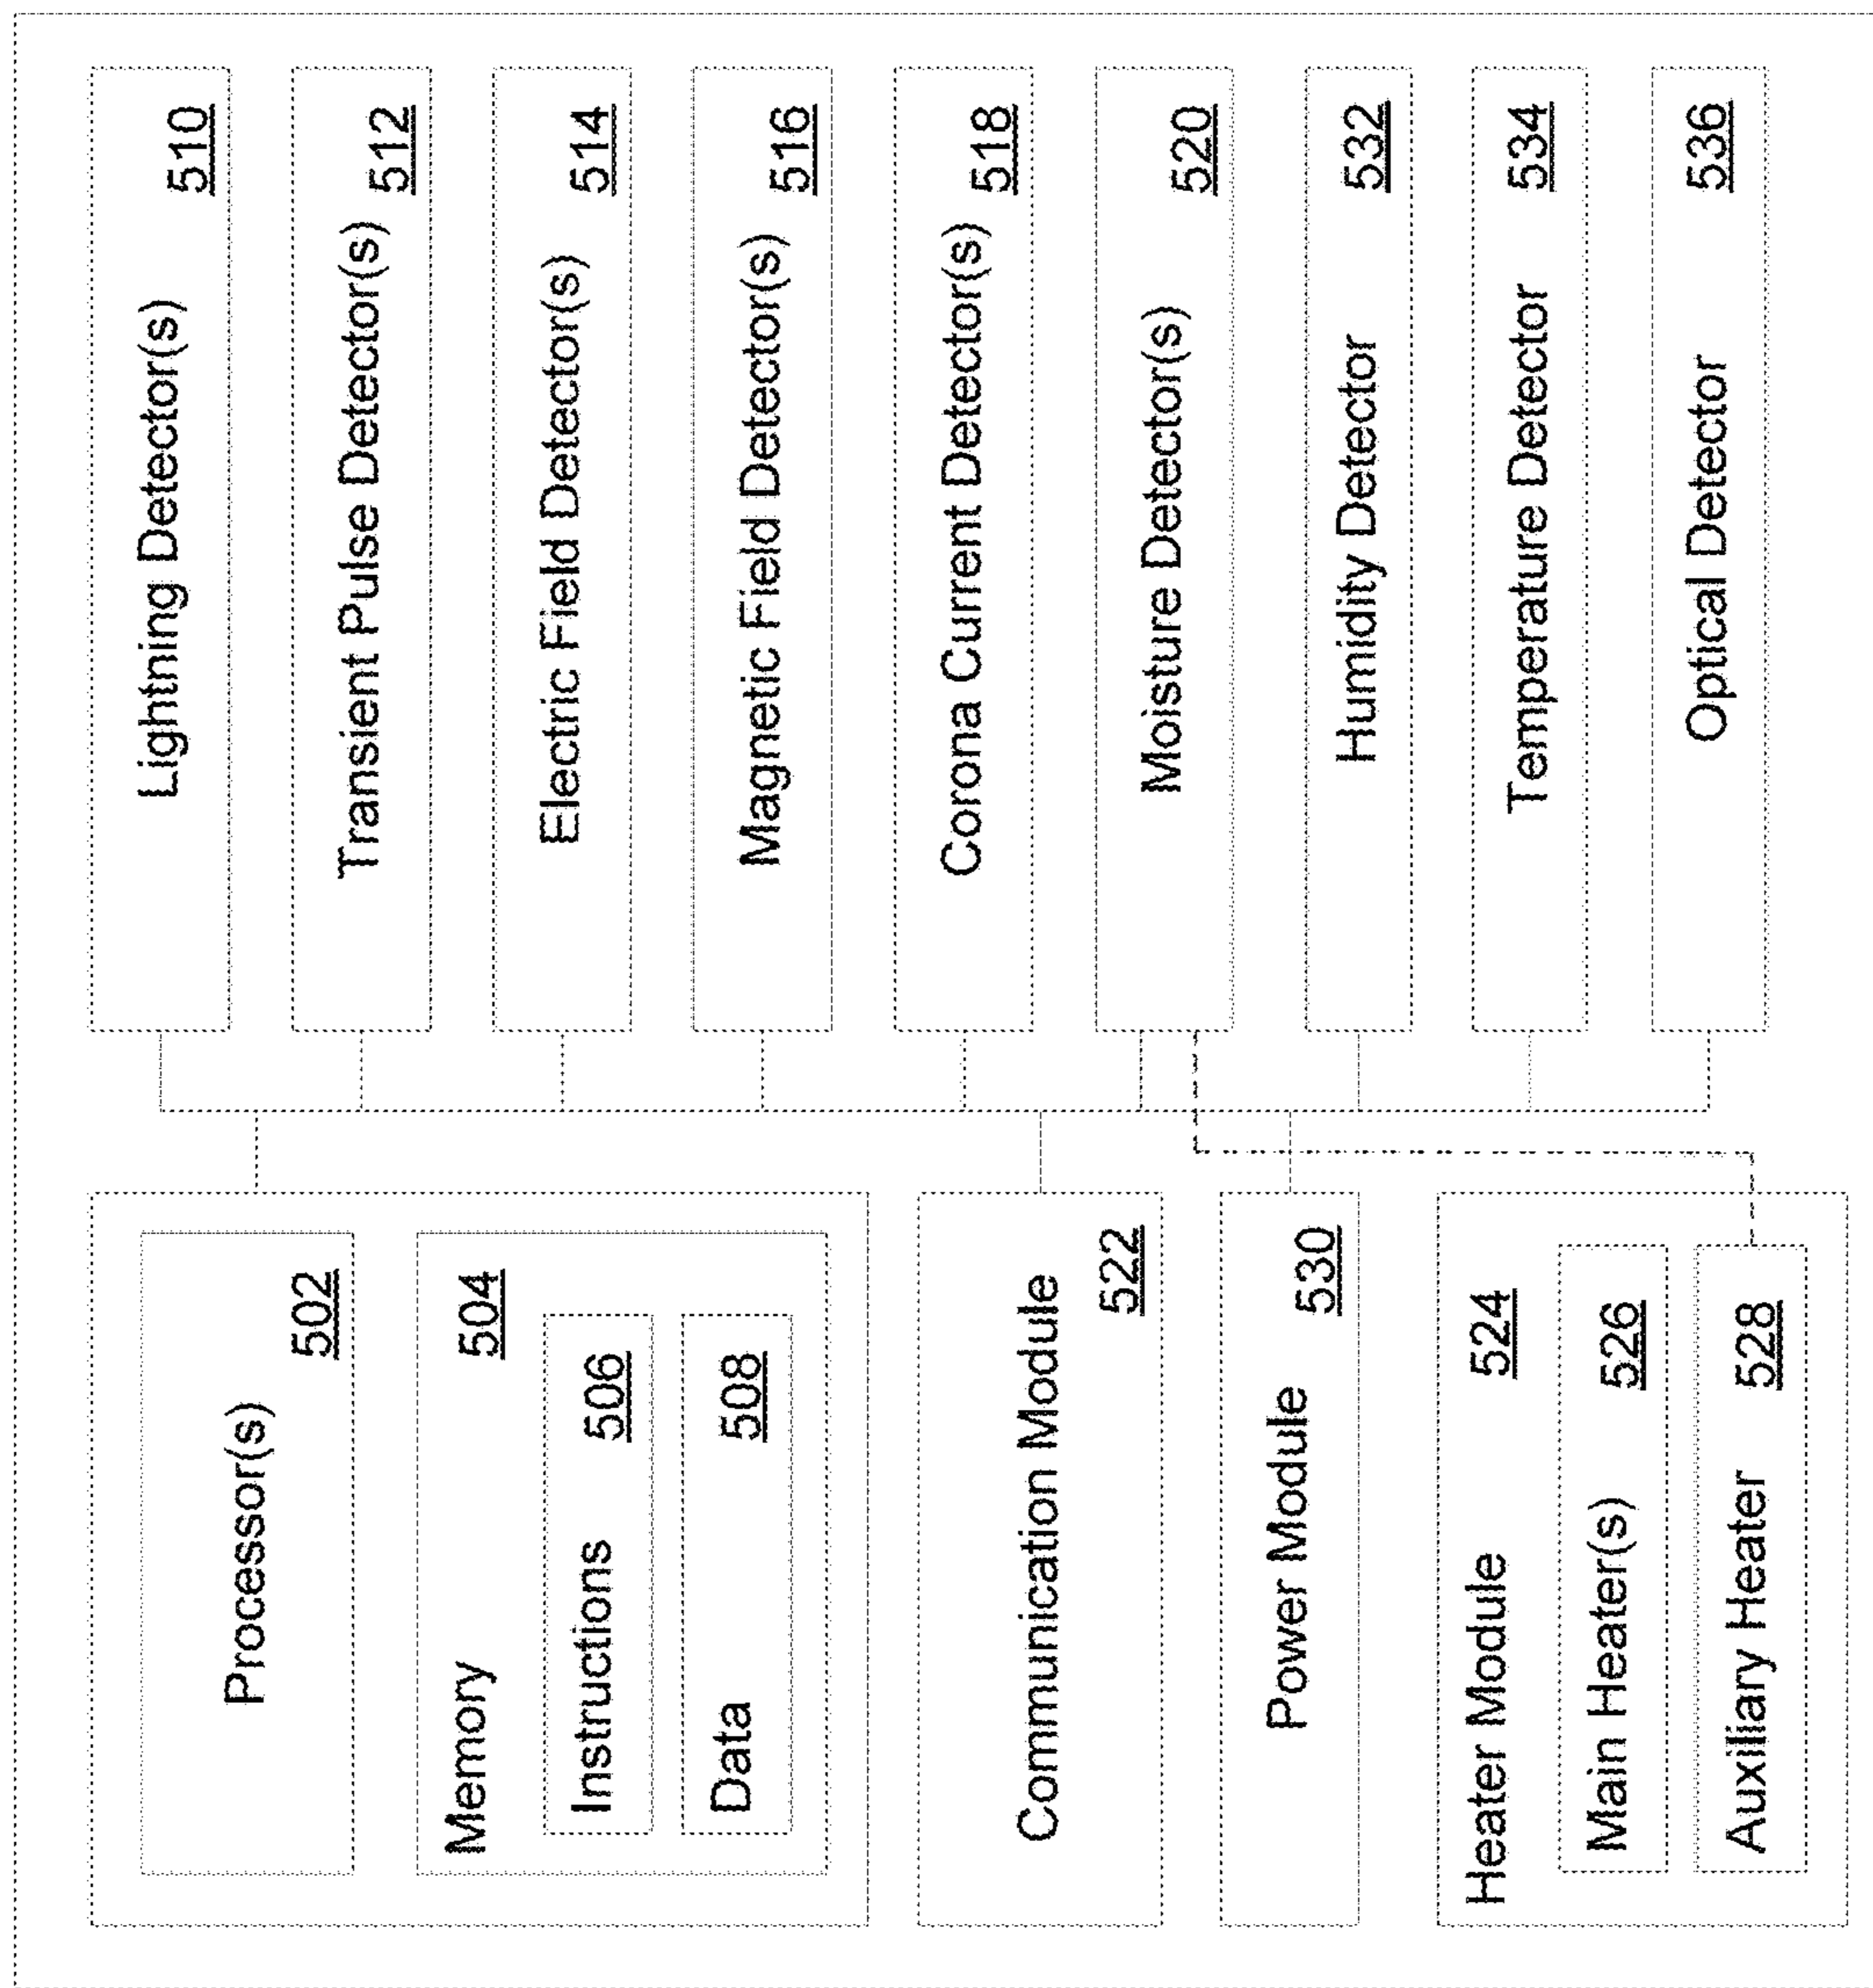 Processor(s)
502
Memory
504
Instructions
506
Data
508
Communication Module
522
Power Module
530
Heater Module
524
Main Heater(s)
526
Auxiliary Heater
528
Lightning Detector(s)
510
Transient Pulse Detector(s)
512
Electric Field Detector(s)
514
Magnetic Field Detector(s)
516
Corona Current Detector(s)
518
Moisture Detector(s)
520
Humidity Detector
532
Temperature Detector
534
Optical Detector
536